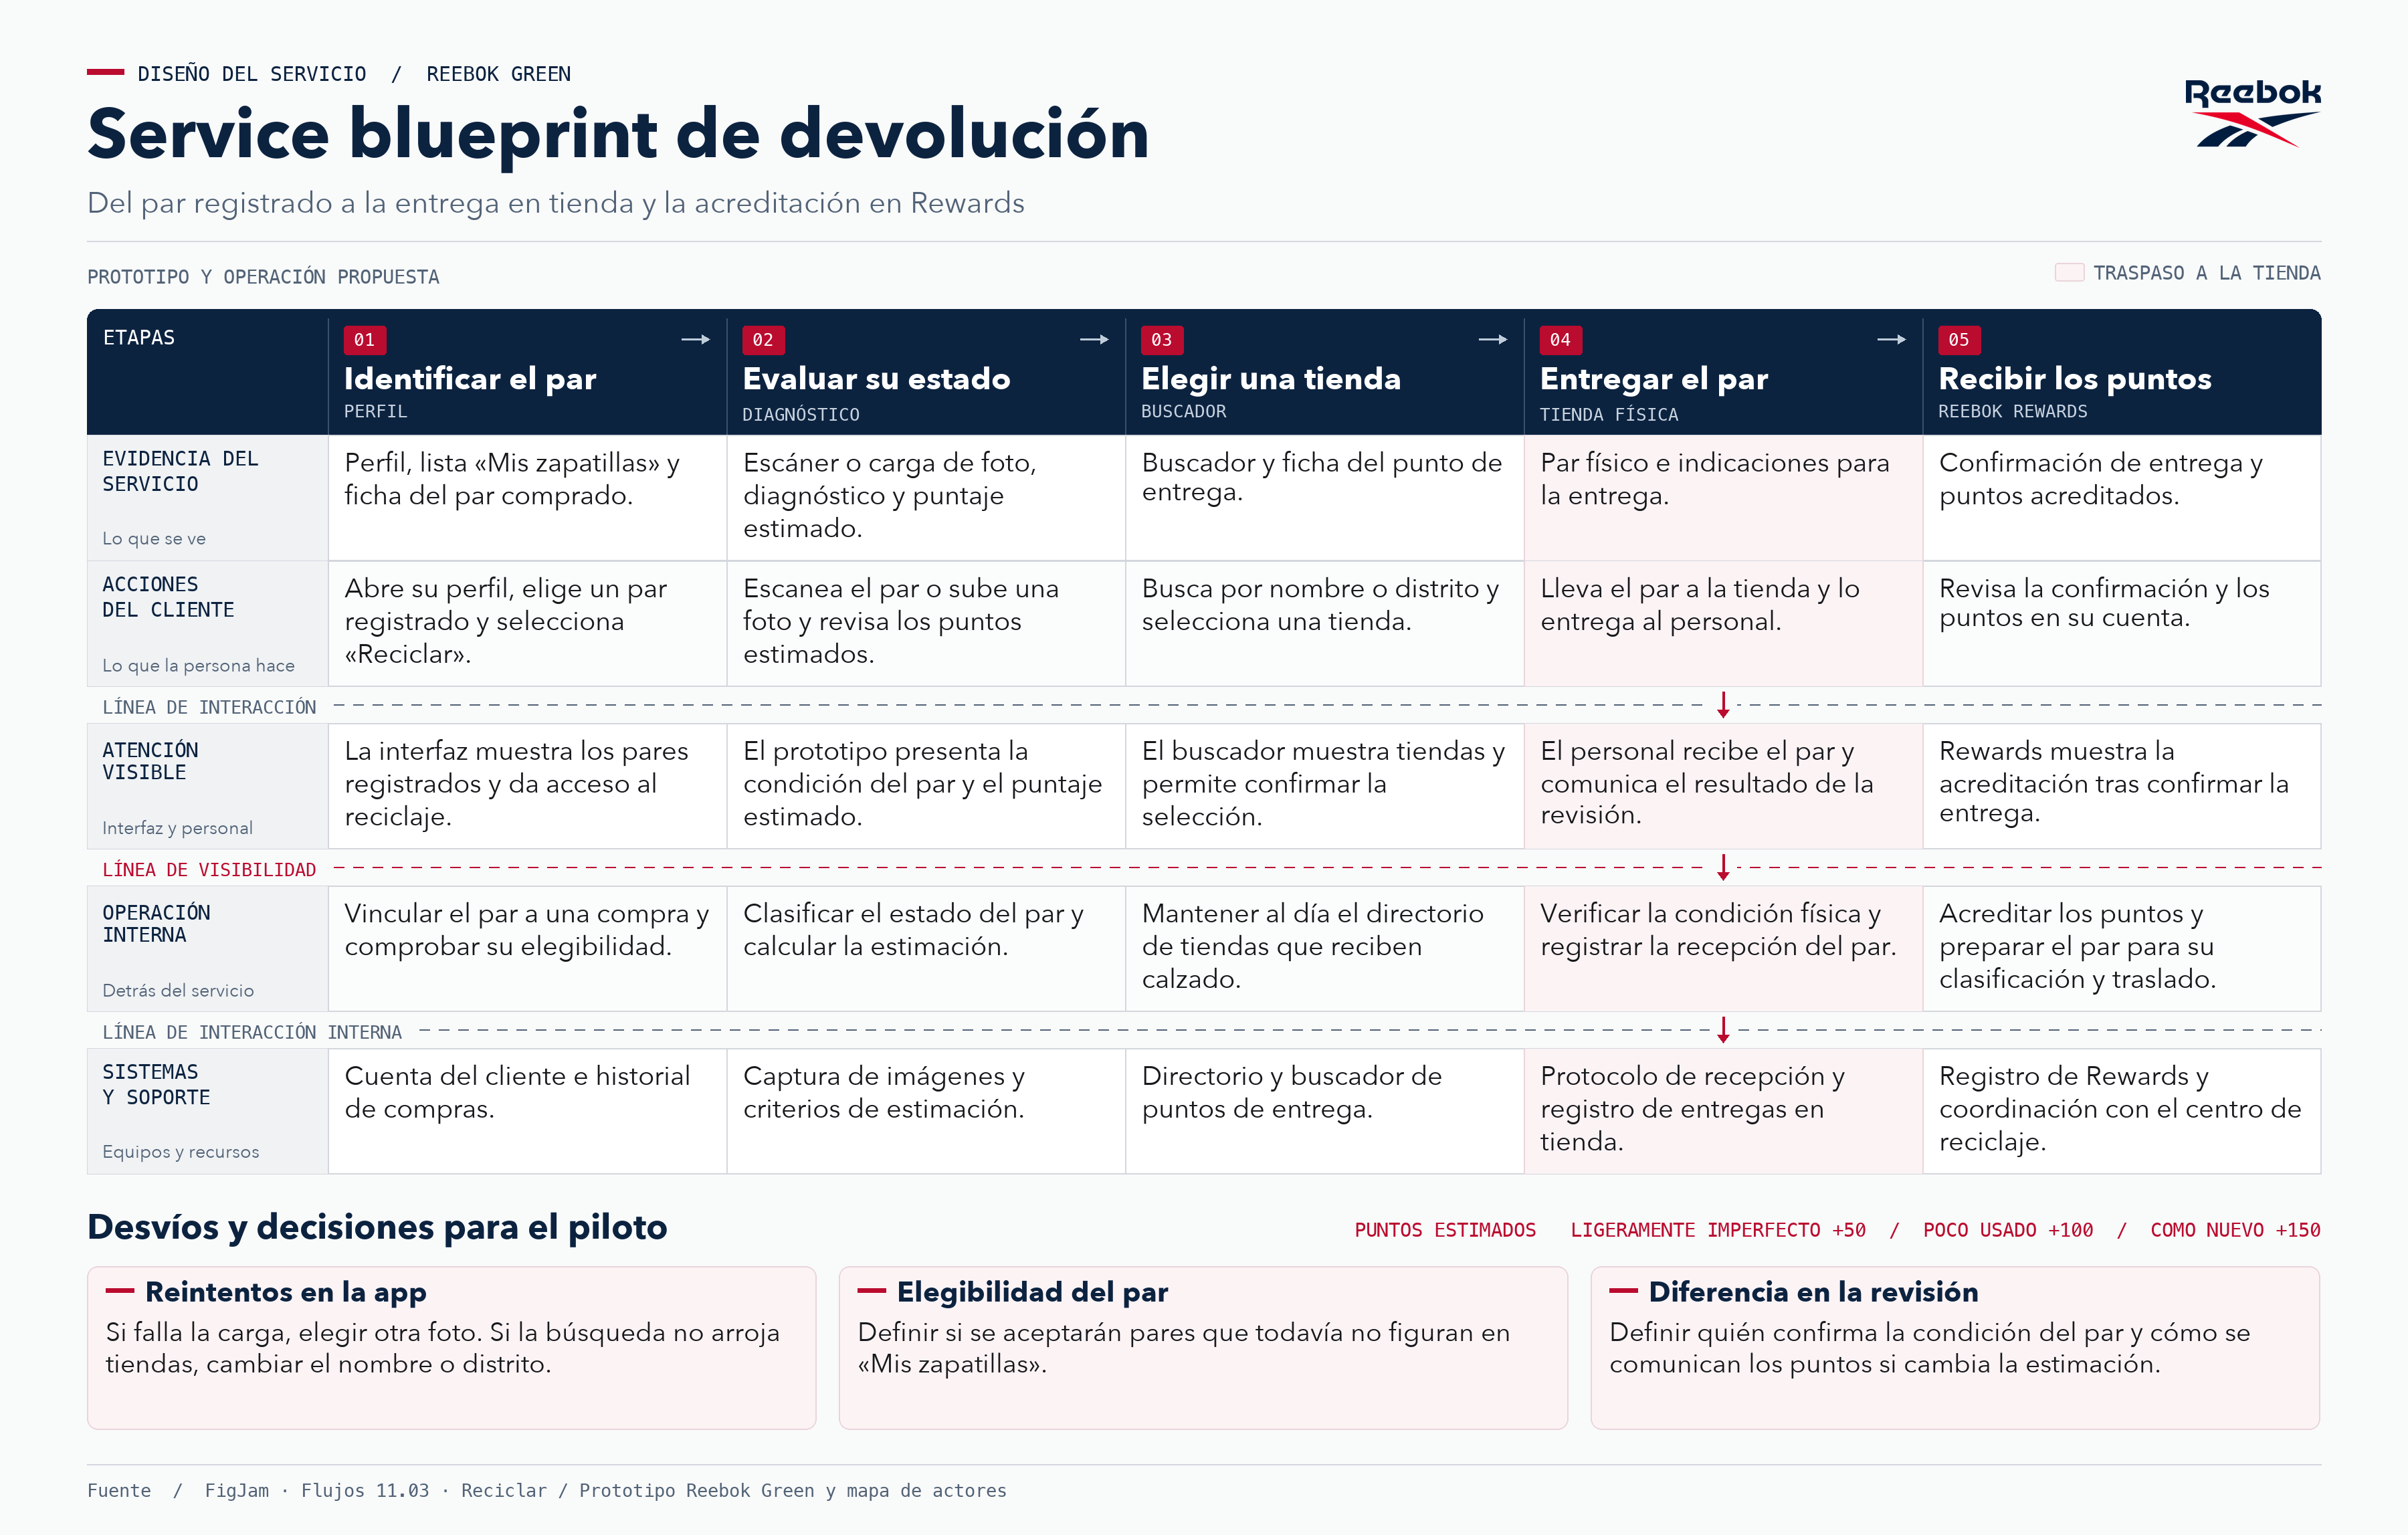 DISEÑO DEL SERVICIO / REEBOK GREEN
Service blueprint de devolución
Del par registrado a la entrega en tienda y la acreditación en Rewards
Reebok
PROTOTIPO Y OPERACIÓN PROPUESTA
TRASPASO A LA TIENDA
ETAPAS
01
Identificar el par
PERFIL
02
Evaluar su estado
DIAGNÓSTICO
03
Elegir una tienda
BUSCADOR
04
Entregar el par
TIENDA FÍSICA
05
Recibir los puntos
REEBOK REWARDS
EVIDENCIA DEL
SERVICIO
Lo que se ve
Perfil, lista «Mis zapatillas» y
ficha del par comprado.
Escáner o carga de foto,
diagnóstico y puntaje
estimado.
Buscador y ficha del punto de
entrega.
Par físico e indicaciones para
la entrega.
Confirmación de entrega y
puntos acreditados.
ACCIONES
DEL CLIENTE
Lo que la persona hace
Abre su perfil, elige un par
registrado y selecciona
«Reciclar».
Escanea el par o sube una
foto y revisa los puntos
estimados.
Busca por nombre o distrito y
selecciona una tienda.
Lleva el par a la tienda y lo
entrega al personal.
Revisa la confirmación y los
puntos en su cuenta.
LÍNEA DE INTERACCIÓN
ATENCIÓN
VISIBLE
Interfaz y personal
La interfaz muestra los pares
registrados y da acceso al
reciclaje.
El prototipo presenta la
condición del par y el puntaje
estimado.
El buscador muestra tiendas y
permite confirmar la
selección.
El personal recibe el par y
comunica el resultado de la
revisión.
Rewards muestra la
acreditación tras confirmar la
entrega.
LÍNEA DE VISIBILIDAD
OPERACIÓN
INTERNA
Detrás del servicio
Vincular el par a una compra y
comprobar su elegibilidad.
Clasificar el estado del par y
calcular la estimación.
Mantener al día el directorio
de tiendas que reciben
calzado.
Verificar la condición física y
registrar la recepción del par.
Acreditar los puntos y
preparar el par para su
clasificación y traslado.
LÍNEA DE INTERACCIÓN INTERNA
SISTEMAS
Y SOPORTE
Equipos y recursos
Cuenta del cliente e historial
de compras.
Captura de imágenes y
criterios de estimación.
Directorio y buscador de
puntos de entrega.
Protocolo de recepción y
registro de entregas en
tienda.
Registro de Rewards y
coordinación con el centro de
reciclaje.
Desvíos y decisiones para el piloto
PUNTOS ESTIMADOS LIGERAMENTE IMPERFECTO +50 / POCO USADO +100 / COMO NUEVO +150
Reintentos en la app
Si falla la carga, elegir otra foto. Si la búsqueda no arroja
tiendas, cambiar el nombre o distrito.
Elegibilidad del par
Definir si se aceptarán pares que todavía no figuran en
«Mis zapatillas».
Diferencia en la revisión
Definir quién confirma la condición del par y cómo se
comunican los puntos si cambia la estimación.
Fuente / FigJam · Flujos 11.03 · Reciclar / Prototipo Reebok Green y mapa de actores